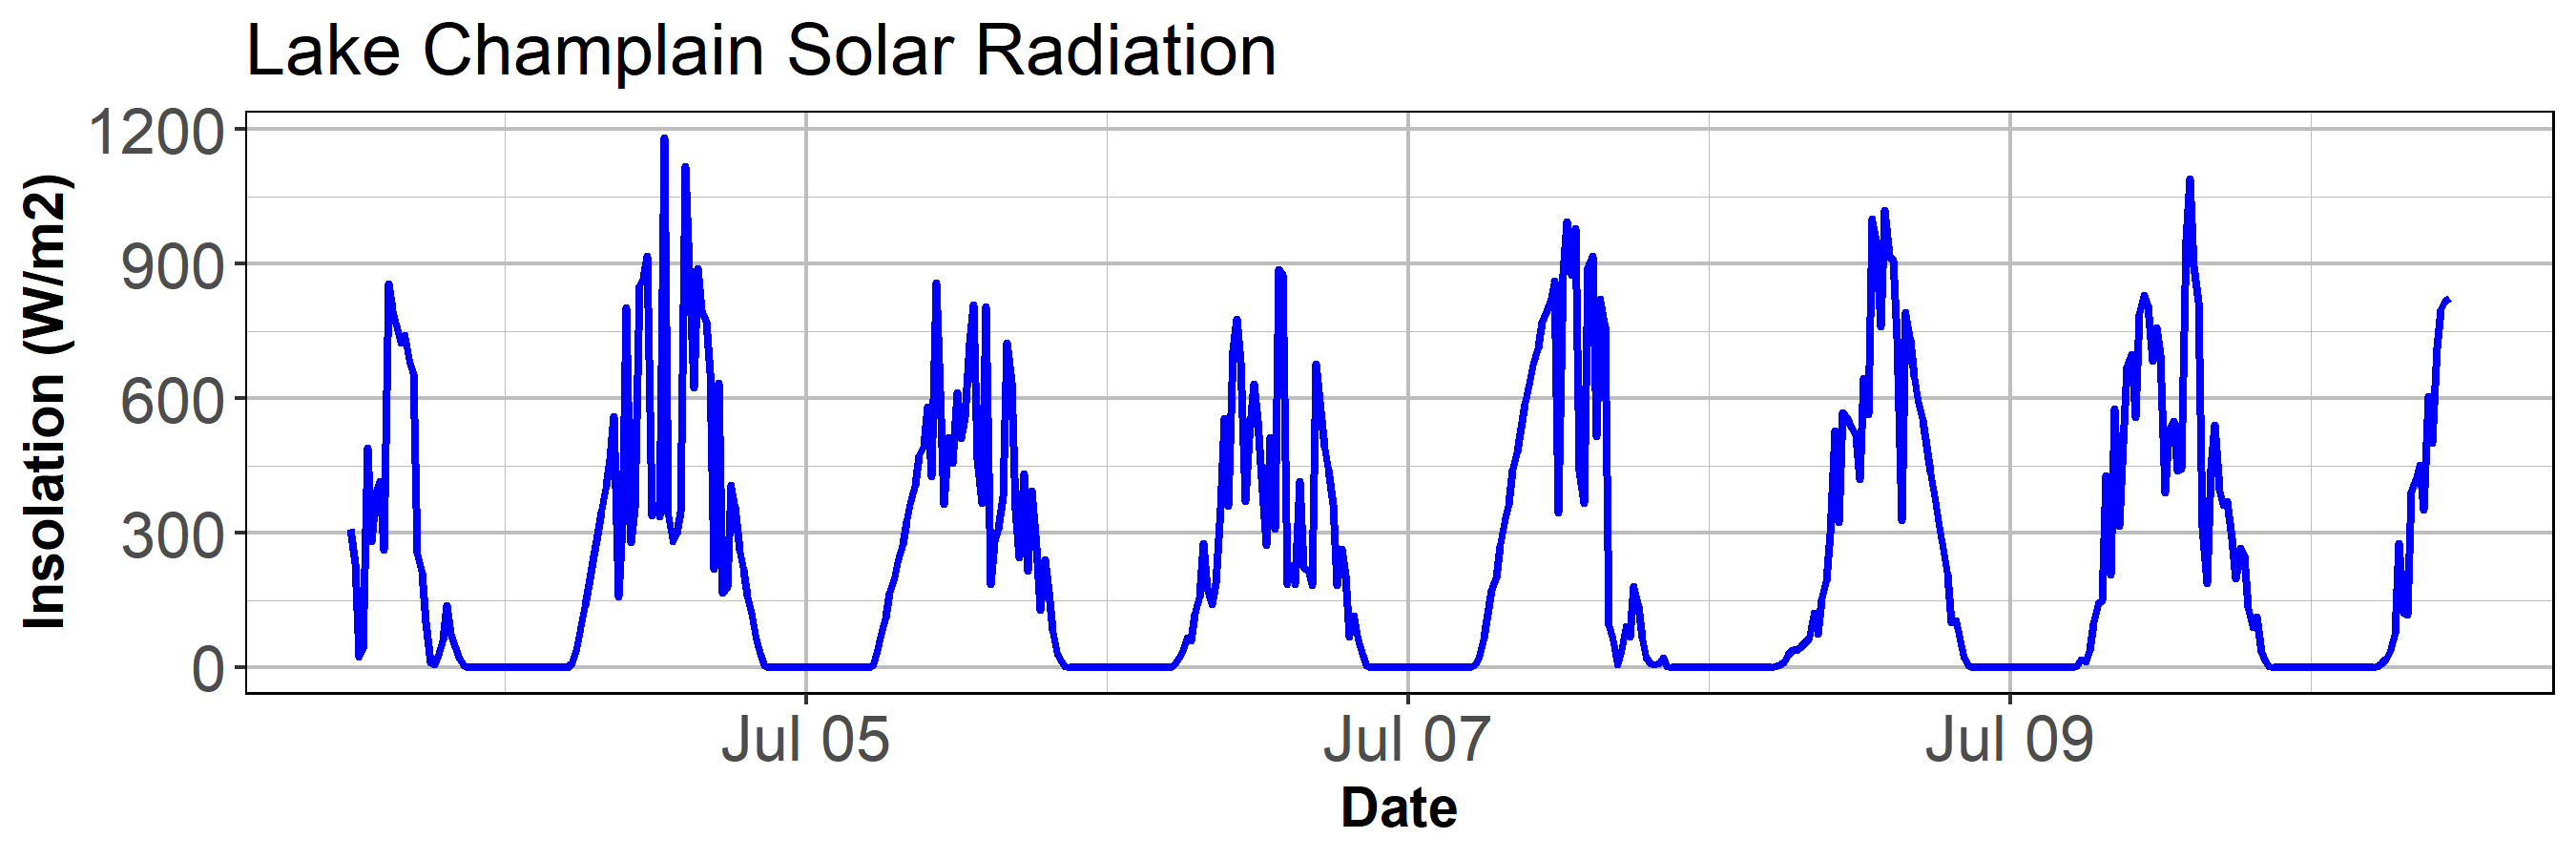 Lake Champlain Solar Radiation
1200
900
600
300
0
Insolation (W/m2)
Jul 05 Jul 07 Jul 09
Date